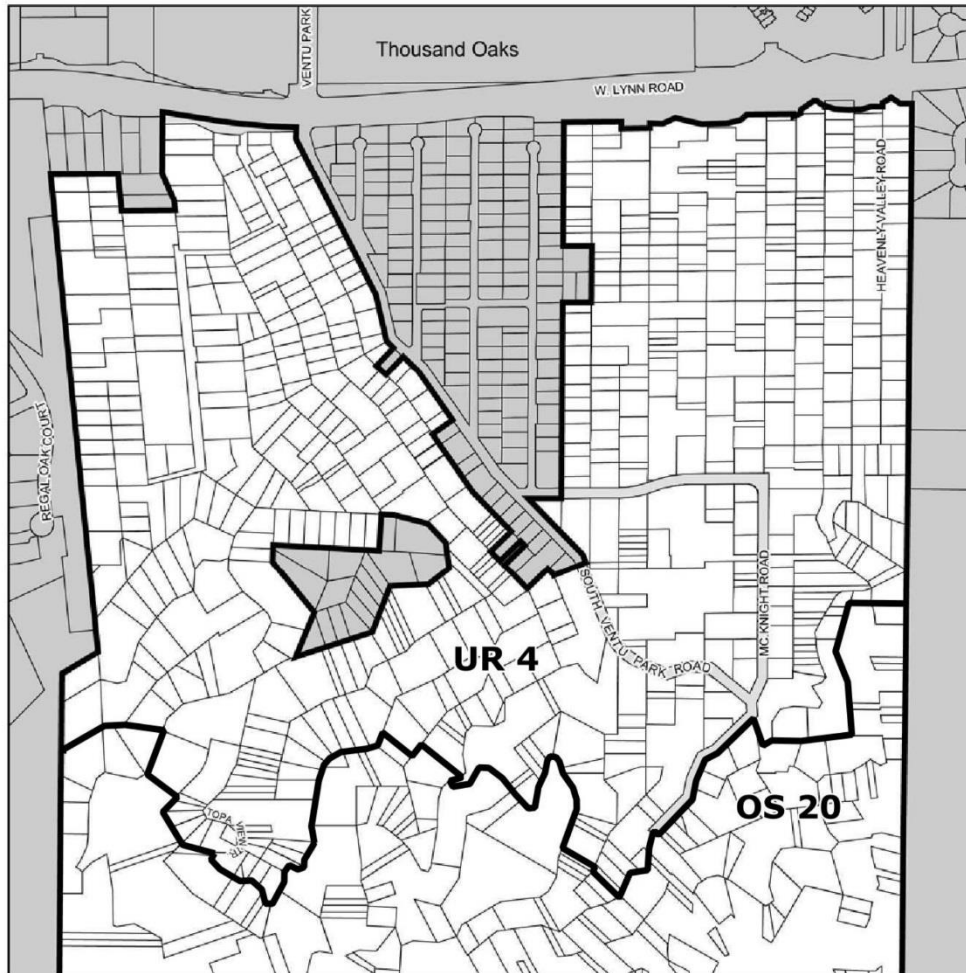 VENTU PARK
Thousand Oaks
W. LYNN ROAD
HEAVENLY VALLEY ROAD
REGAL OAK COURT
MC KNIGHT ROAD
SOUTH VENTU PARK ROAD
UR 4
OS 20
TOPA VIEW TR